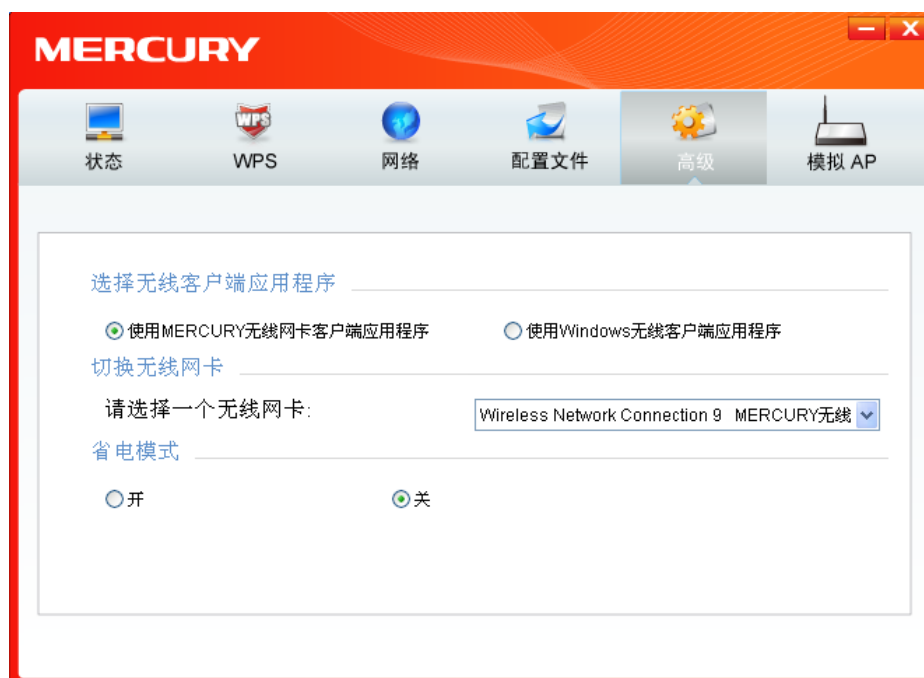 MERCURY
状态 WPS 网络 配置文件 高级 模拟 AP
选择无线客户端应用程序
使用MERCURY无线网卡客户端应用程序 使用Windows无线客户端应用程序
切换无线网卡
请选择一个无线网卡: Wireless Network Connection 9 MERCURY无线
省电模式
开 关